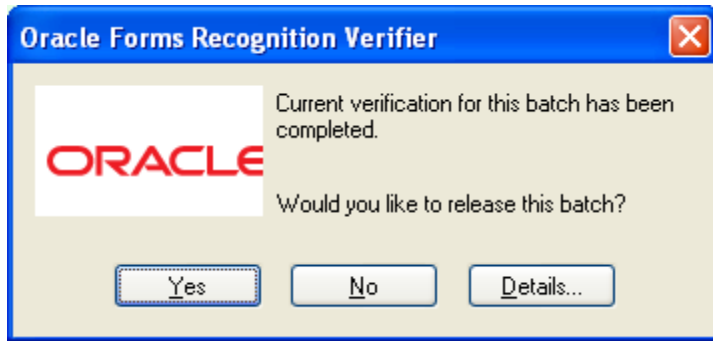 Oracle Forms Recognition Verifier
ORACLE
Current verification for this batch has been
completed.
Would you like to release this batch?
Yes
No
Details...